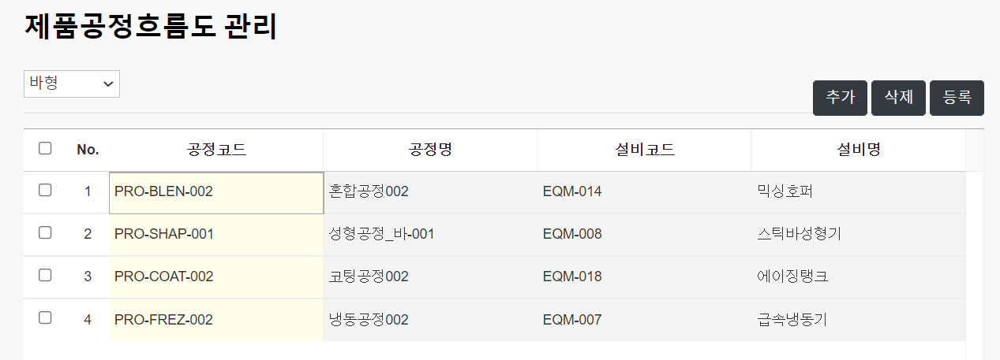 제품공정흐름도 관리
바형
추가 삭제 등록
No. 공정코드 공정명 설비코드 설비명
1 PRO-BLEN-002 혼합공정002 EQM-014 믹싱호퍼
2 PRO-SHAP-001 성형공정_바-001 EQM-008 스틱바성형기
3 PRO-COAT-002 코팅공정002 EQM-018 에이징탱크
4 PRO-FREZ-002 냉동공정002 EQM-007 급속냉동기